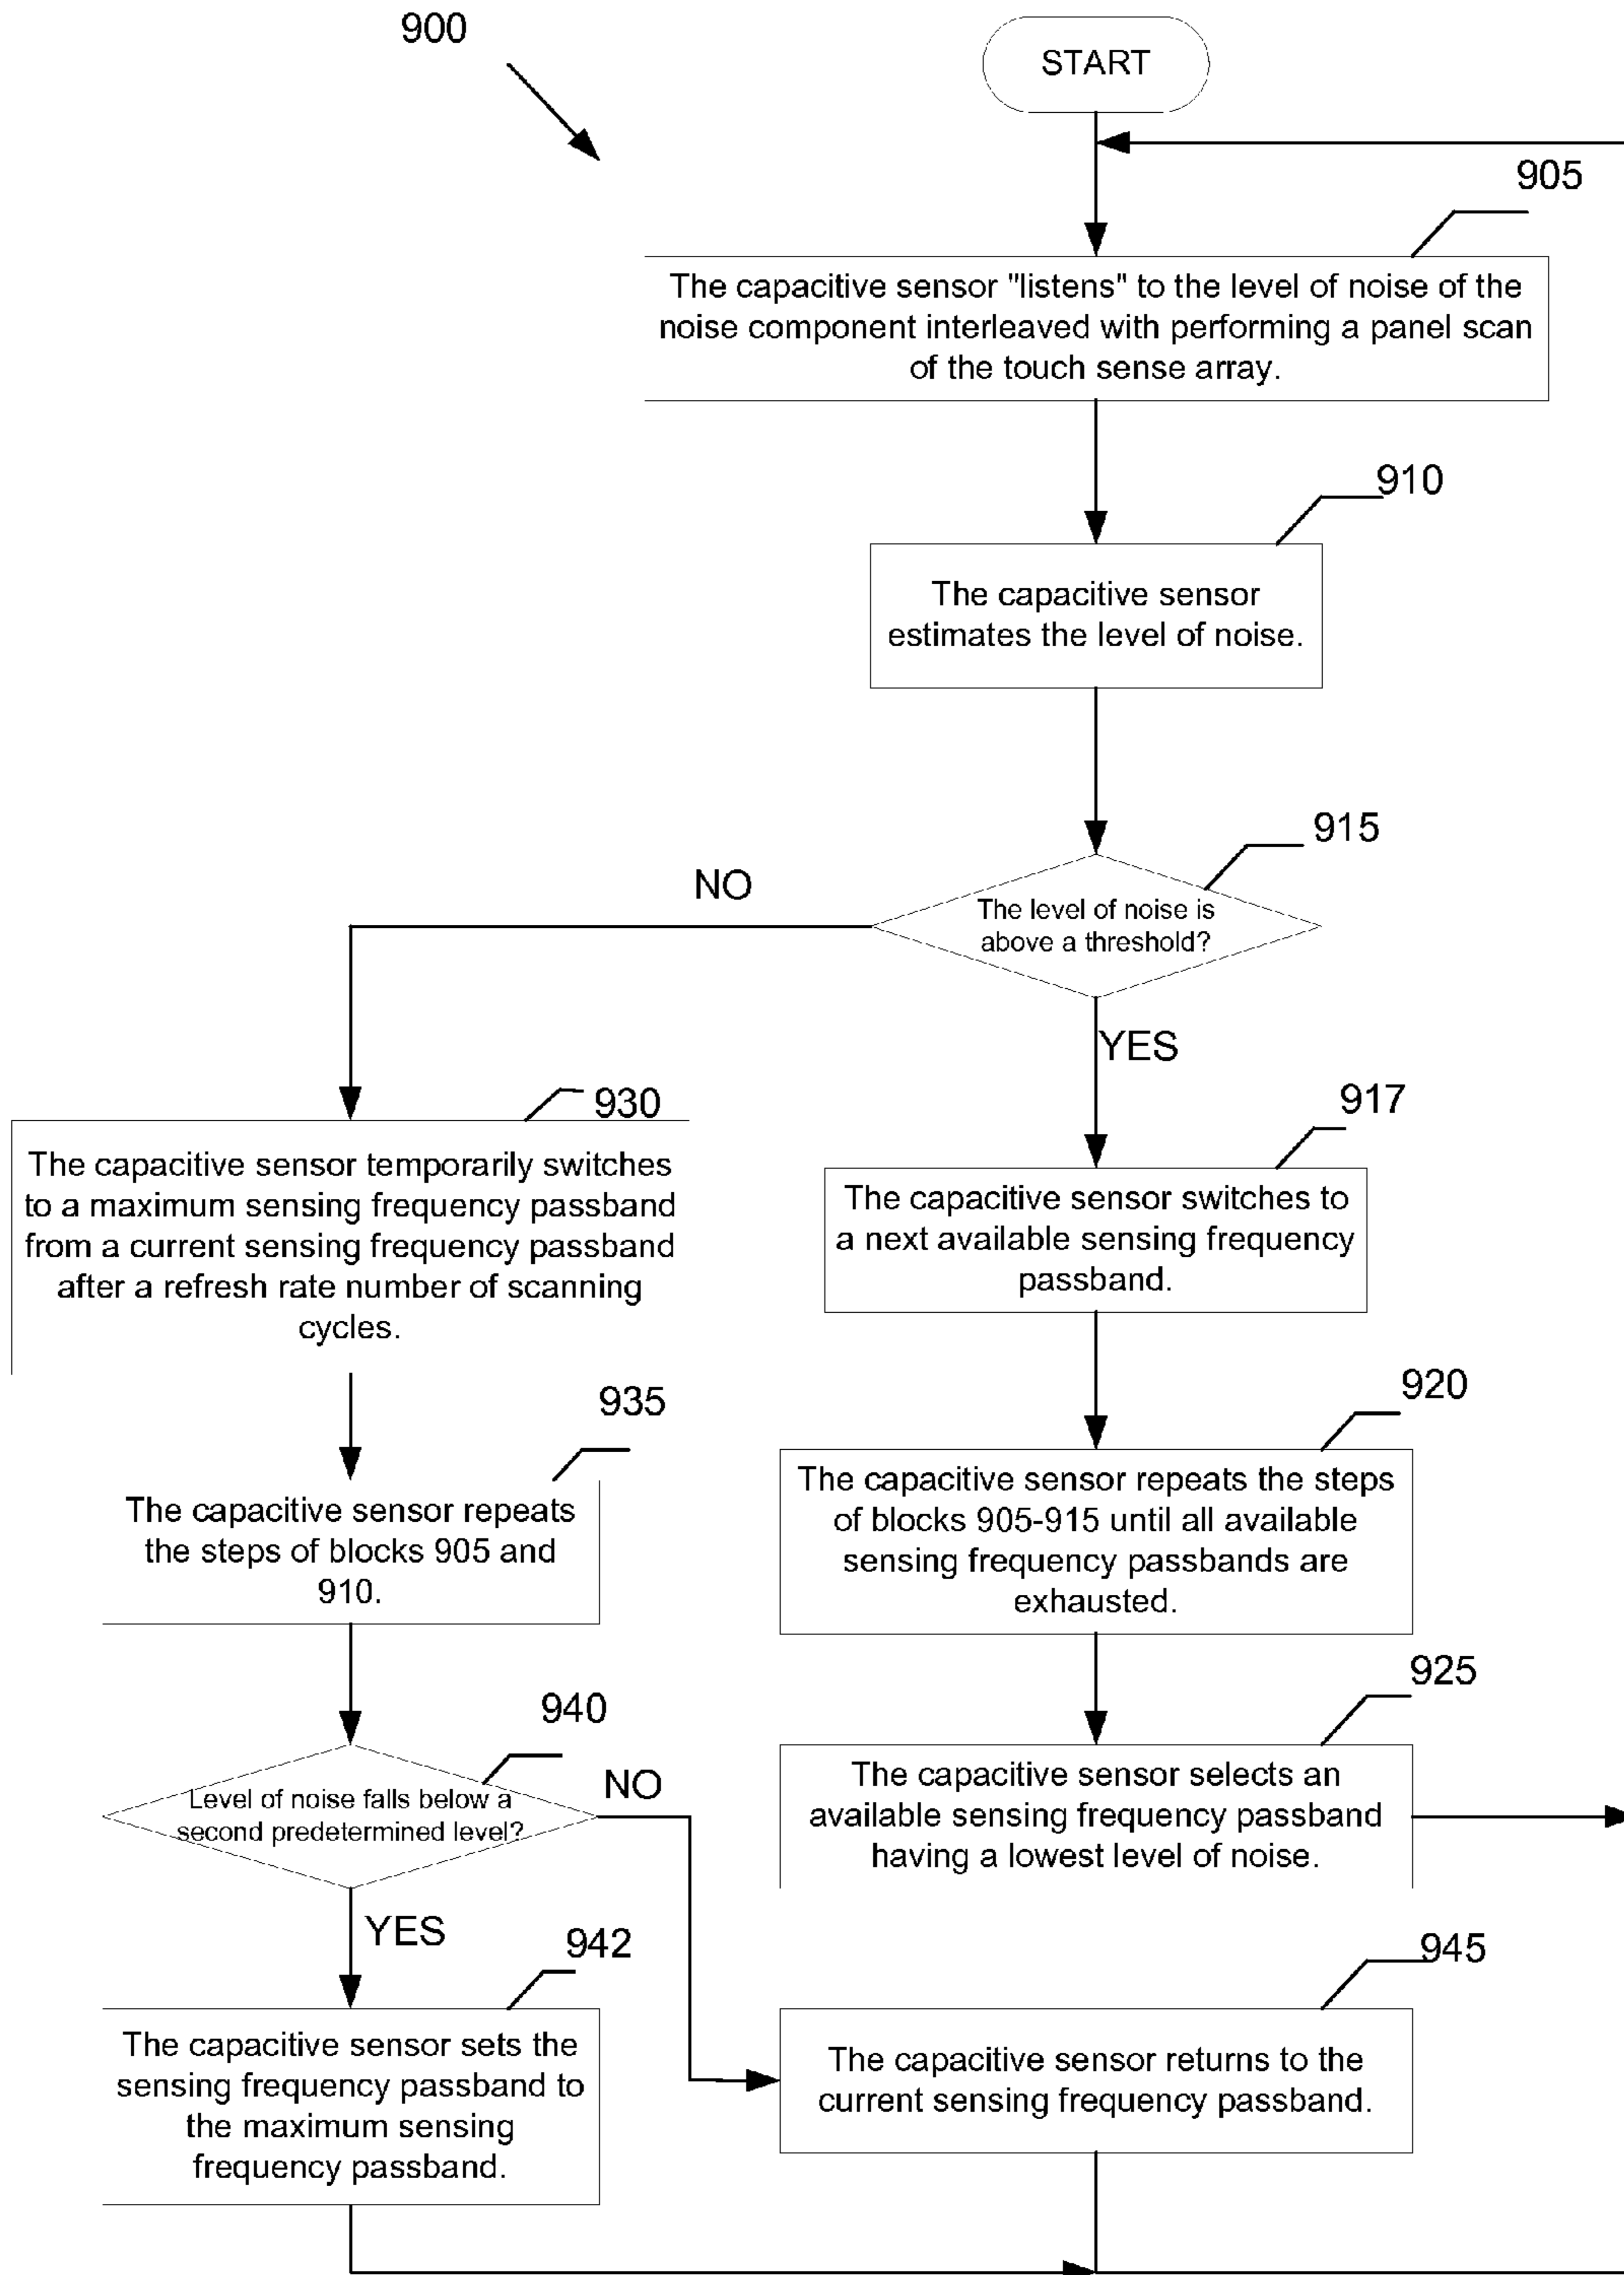 900
START
905
The capacitive sensor "listens" to the level of noise of the
noise component interleaved with performing a panel scan
of the touch sense array.
910
The capacitive sensor
estimates the level of noise.
915
NO
The level of noise is
above a threshold?
YES
930
The capacitive sensor temporarily switches
to a maximum sensing frequency passband
from a current sensing frequency passband
after a refresh rate number of scanning
cycles.
917
The capacitive sensor switches to
a next available sensing frequency
passband.
935
The capacitive sensor repeats
the steps of blocks 905 and
910.
920
The capacitive sensor repeats the steps
of blocks 905-915 until all available
sensing frequency passbands are
exhausted.
940
Level of noise falls below a
second predetermined level?
NO
YES
925
The capacitive sensor selects an
available sensing frequency passband
having a lowest level of noise.
942
The capacitive sensor sets the
sensing frequency passband to
the maximum sensing
frequency passband.
945
The capacitive sensor returns to the
current sensing frequency passband.